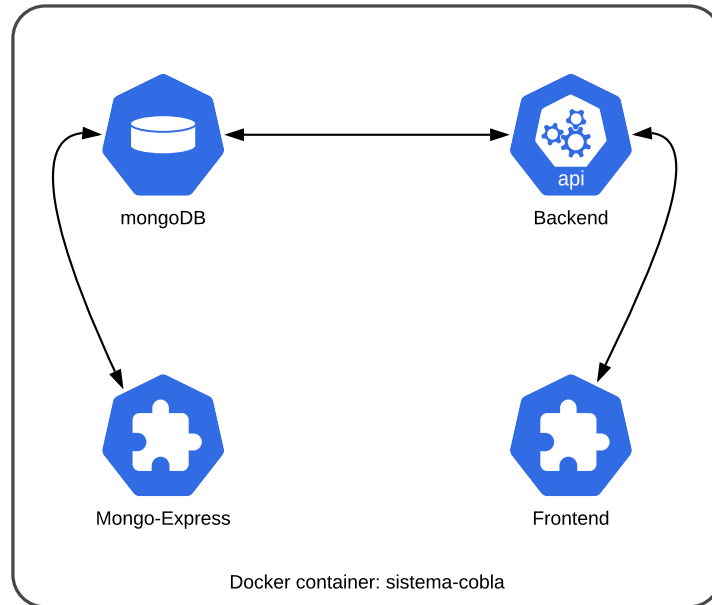 api
mongoDB
Backend
Mongo-Express
Frontend
Docker container: sistema-cobla